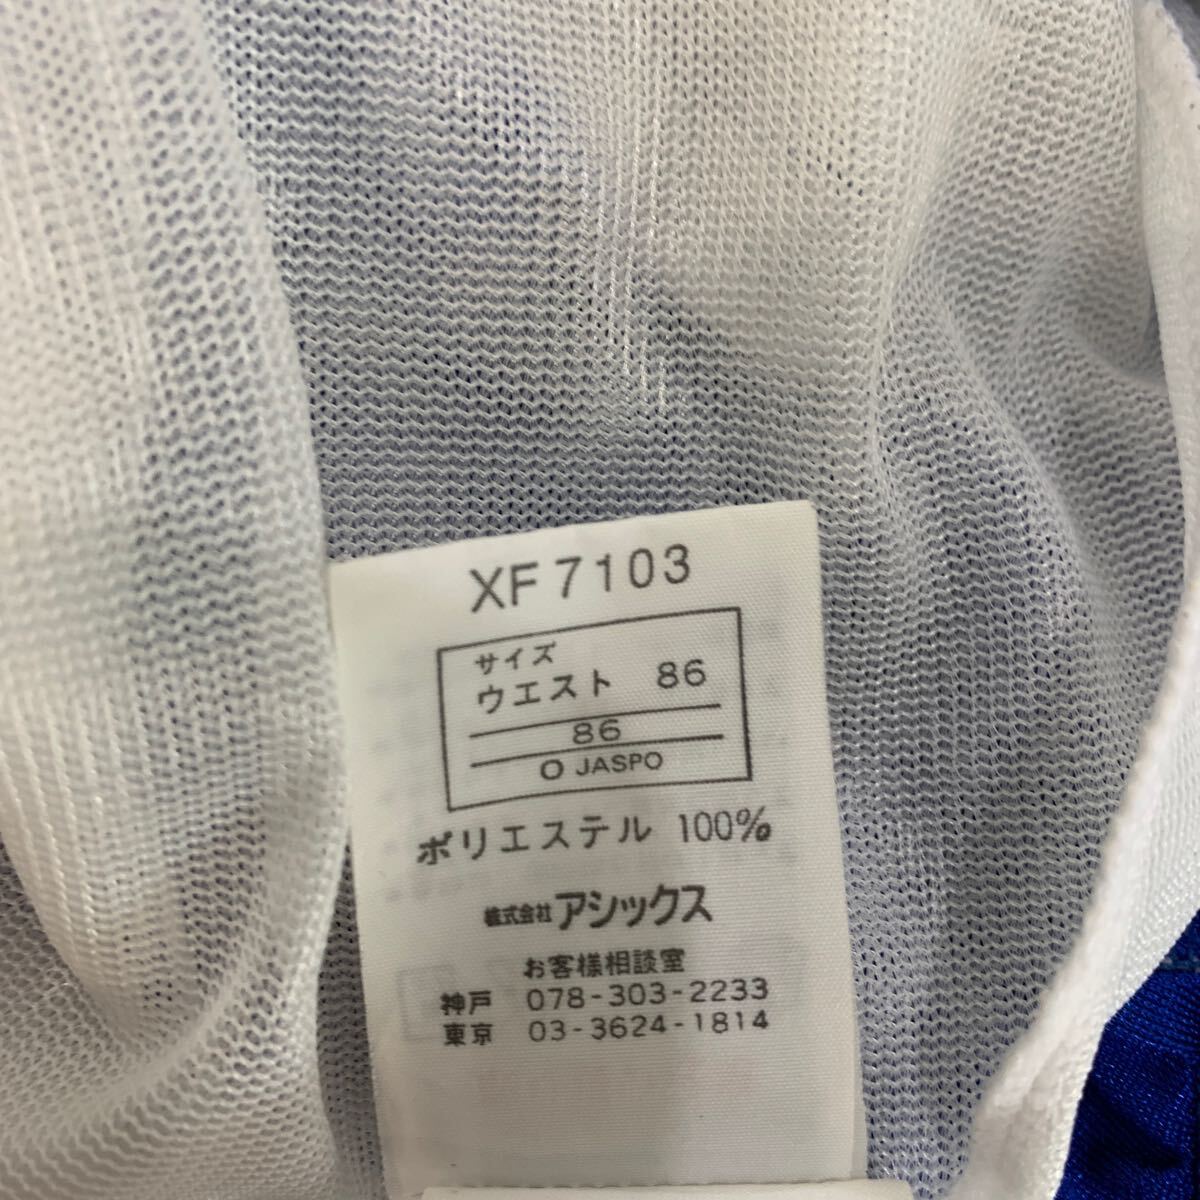 XF 7103
サイズ
ウエスト 86
86
O JASPO
ポリエステル 100%
株式会社 アシックス
お客様相談室
神戸 078-303-2233
東京 03-3624-1814